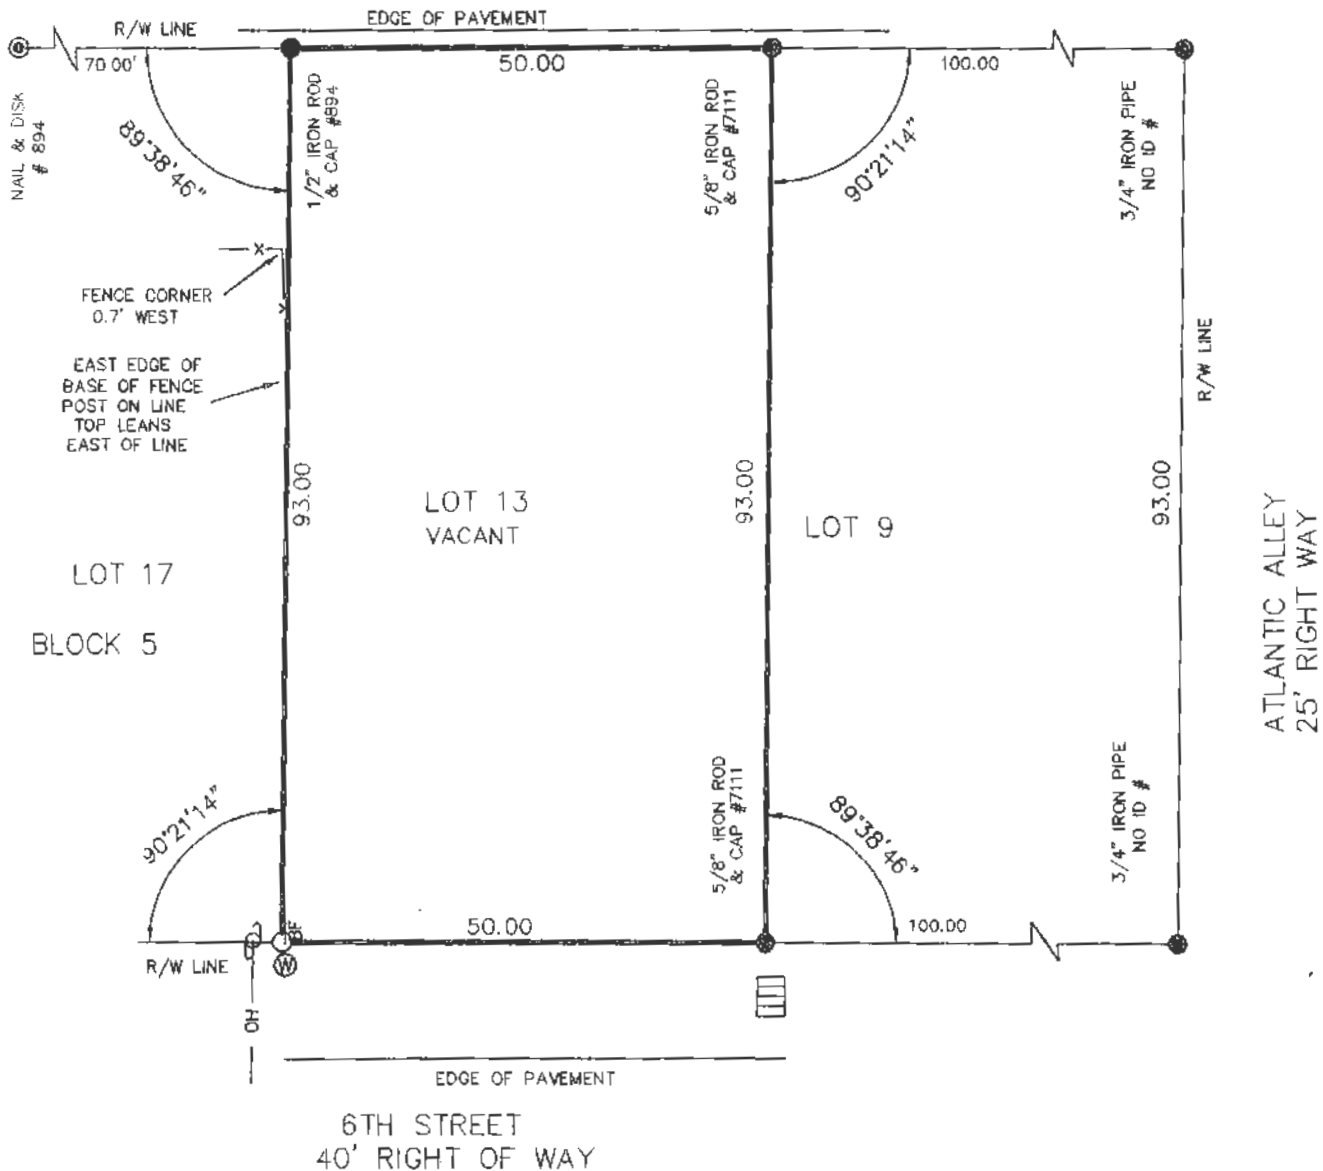 EDGE OF PAVEMENT
R/W LINE
70.00'
50.00
100.00
NAIL & DISK
# 894
89°38'46"
1/2" IRON ROD
& CAP #894
5/8" IRON ROD
& CAP #7111
90°21'14"
3/4" IRON PIPE
NO ID #
X
FENCE CORNER
0.7' WEST
X
EAST EDGE OF
BASE OF FENCE
POST ON LINE
TOP LEANS
EAST OF LINE
R/W LINE
93.00
LOT 13
VACANT
93.00
LOT 9
93.00
LOT 17
BLOCK 5
ATLANTIC ALLEY
25' RIGHT WAY
90°21'14"
5/8" IRON ROD
& CAP #7111
89°38'46"
3/4" IRON PIPE
NO ID #
BF
50.00
100.00
R/W LINE
W
OH
EDGE OF PAVEMENT
6TH STREET
40' RIGHT OF WAY